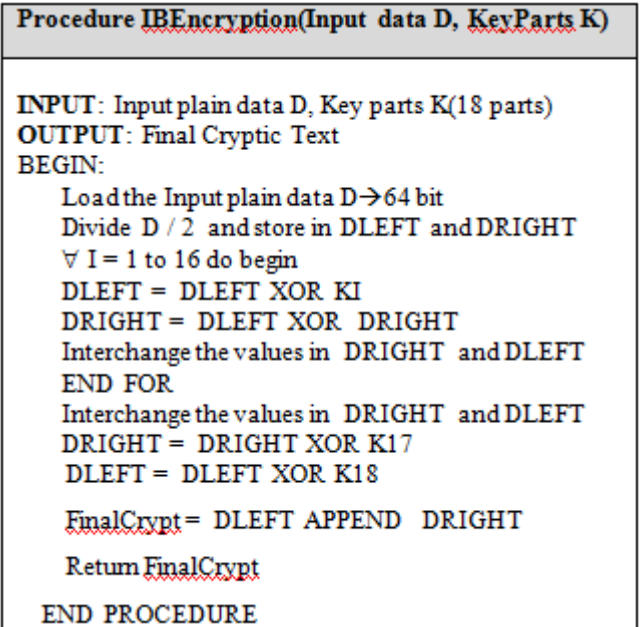 Procedure IBEncryption(Input data D, KeyParts K)
INPUT: Input plain data D, Key parts K(18 parts)
OUTPUT: Final Cryptic Text
BEGIN:
Load the Input plain data D→64 bit
Divide D / 2 and store in DLEFT and DRIGHT
∀ I = 1 to 16 do begin
DLEFT = DLEFT XOR KI
DRIGHT = DLEFT XOR DRIGHT
Interchange the values in DRIGHT and DLEFT
END FOR
Interchange the values in DRIGHT and DLEFT
DRIGHT = DRIGHT XOR K17
DLEFT = DLEFT XOR K18
FinalCrypt = DLEFT APPEND DRIGHT
Return FinalCrypt
END PROCEDURE